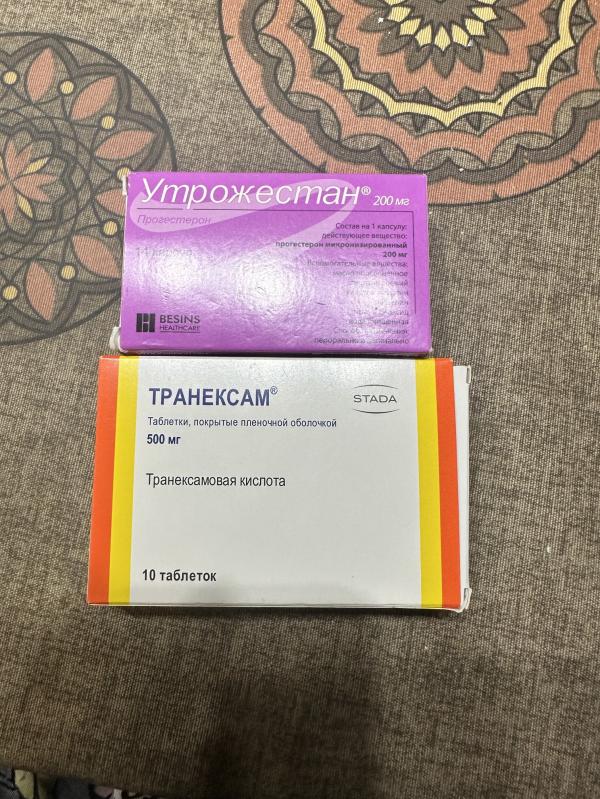 Утрожестан® 200 мг
Прогестерон
Состав на 1 капсулу:
действующее вещество:
прогестерон микронизированный
200 мг
Вспомогательные вещества:
BESINS
HEALTHCARE
перорально
ТРАНЕКСАМ®
STADA
Таблетки, покрытые пленочной оболочкой
500 мг
Транексамовая кислота
10 таблеток